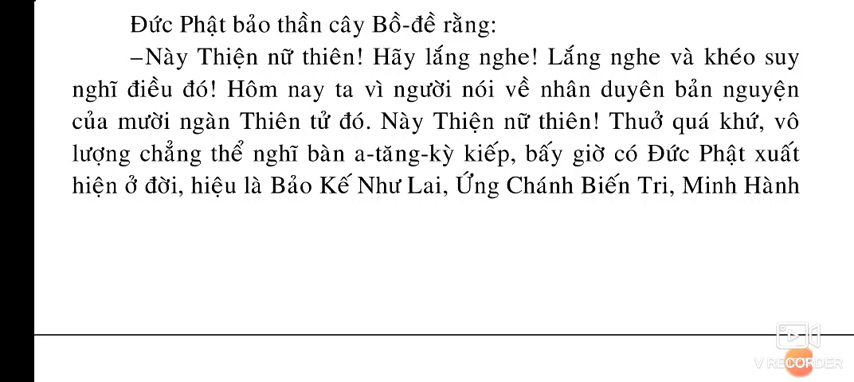 Đức Phật bảo thần cây Bồ-đề rằng:
–Này Thiện nữ thiên! Hãy lắng nghe! Lắng nghe và khéo suy
nghĩ điều đó! Hôm nay ta vì người nói về nhân duyên bản nguyện
của mười ngàn Thiên tử đó. Này Thiện nữ thiên! Thuở quá khứ, vô
lượng chẳng thể nghĩ bàn a-tăng-kỳ kiếp, bấy giờ có Đức Phật xuất
hiện ở đời, hiệu là Bảo Kế Như Lai, Ứng Chánh Biến Tri, Minh Hành
V RECORDER